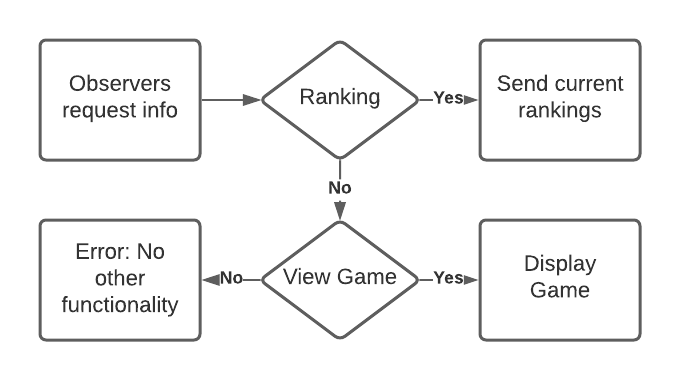 Observers
request info
Ranking
Yes
Send current
rankings
No
Error: No
other
functionality
No
View Game
Yes
Display
Game